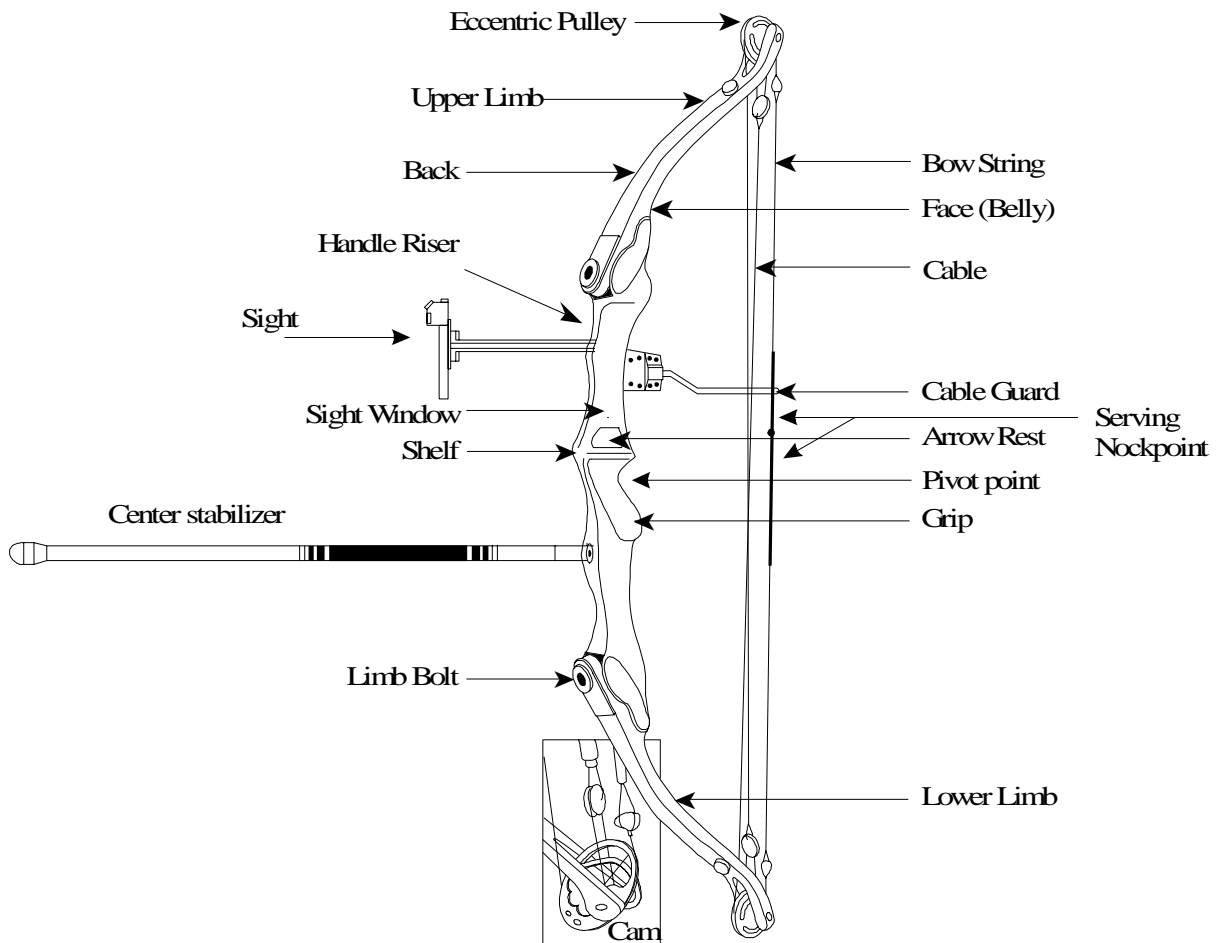 Eccentric Pulley
Upper Limb
Back
Bow String
Face (Belly)
Handle Riser
Cable
Sight
Cable Guard
Sight Window
Serving
Arrow Rest
Nockpoint
Shelf
Pivot point
Center stabilizer
Grip
Limb Bolt
Lower Limb
Cam